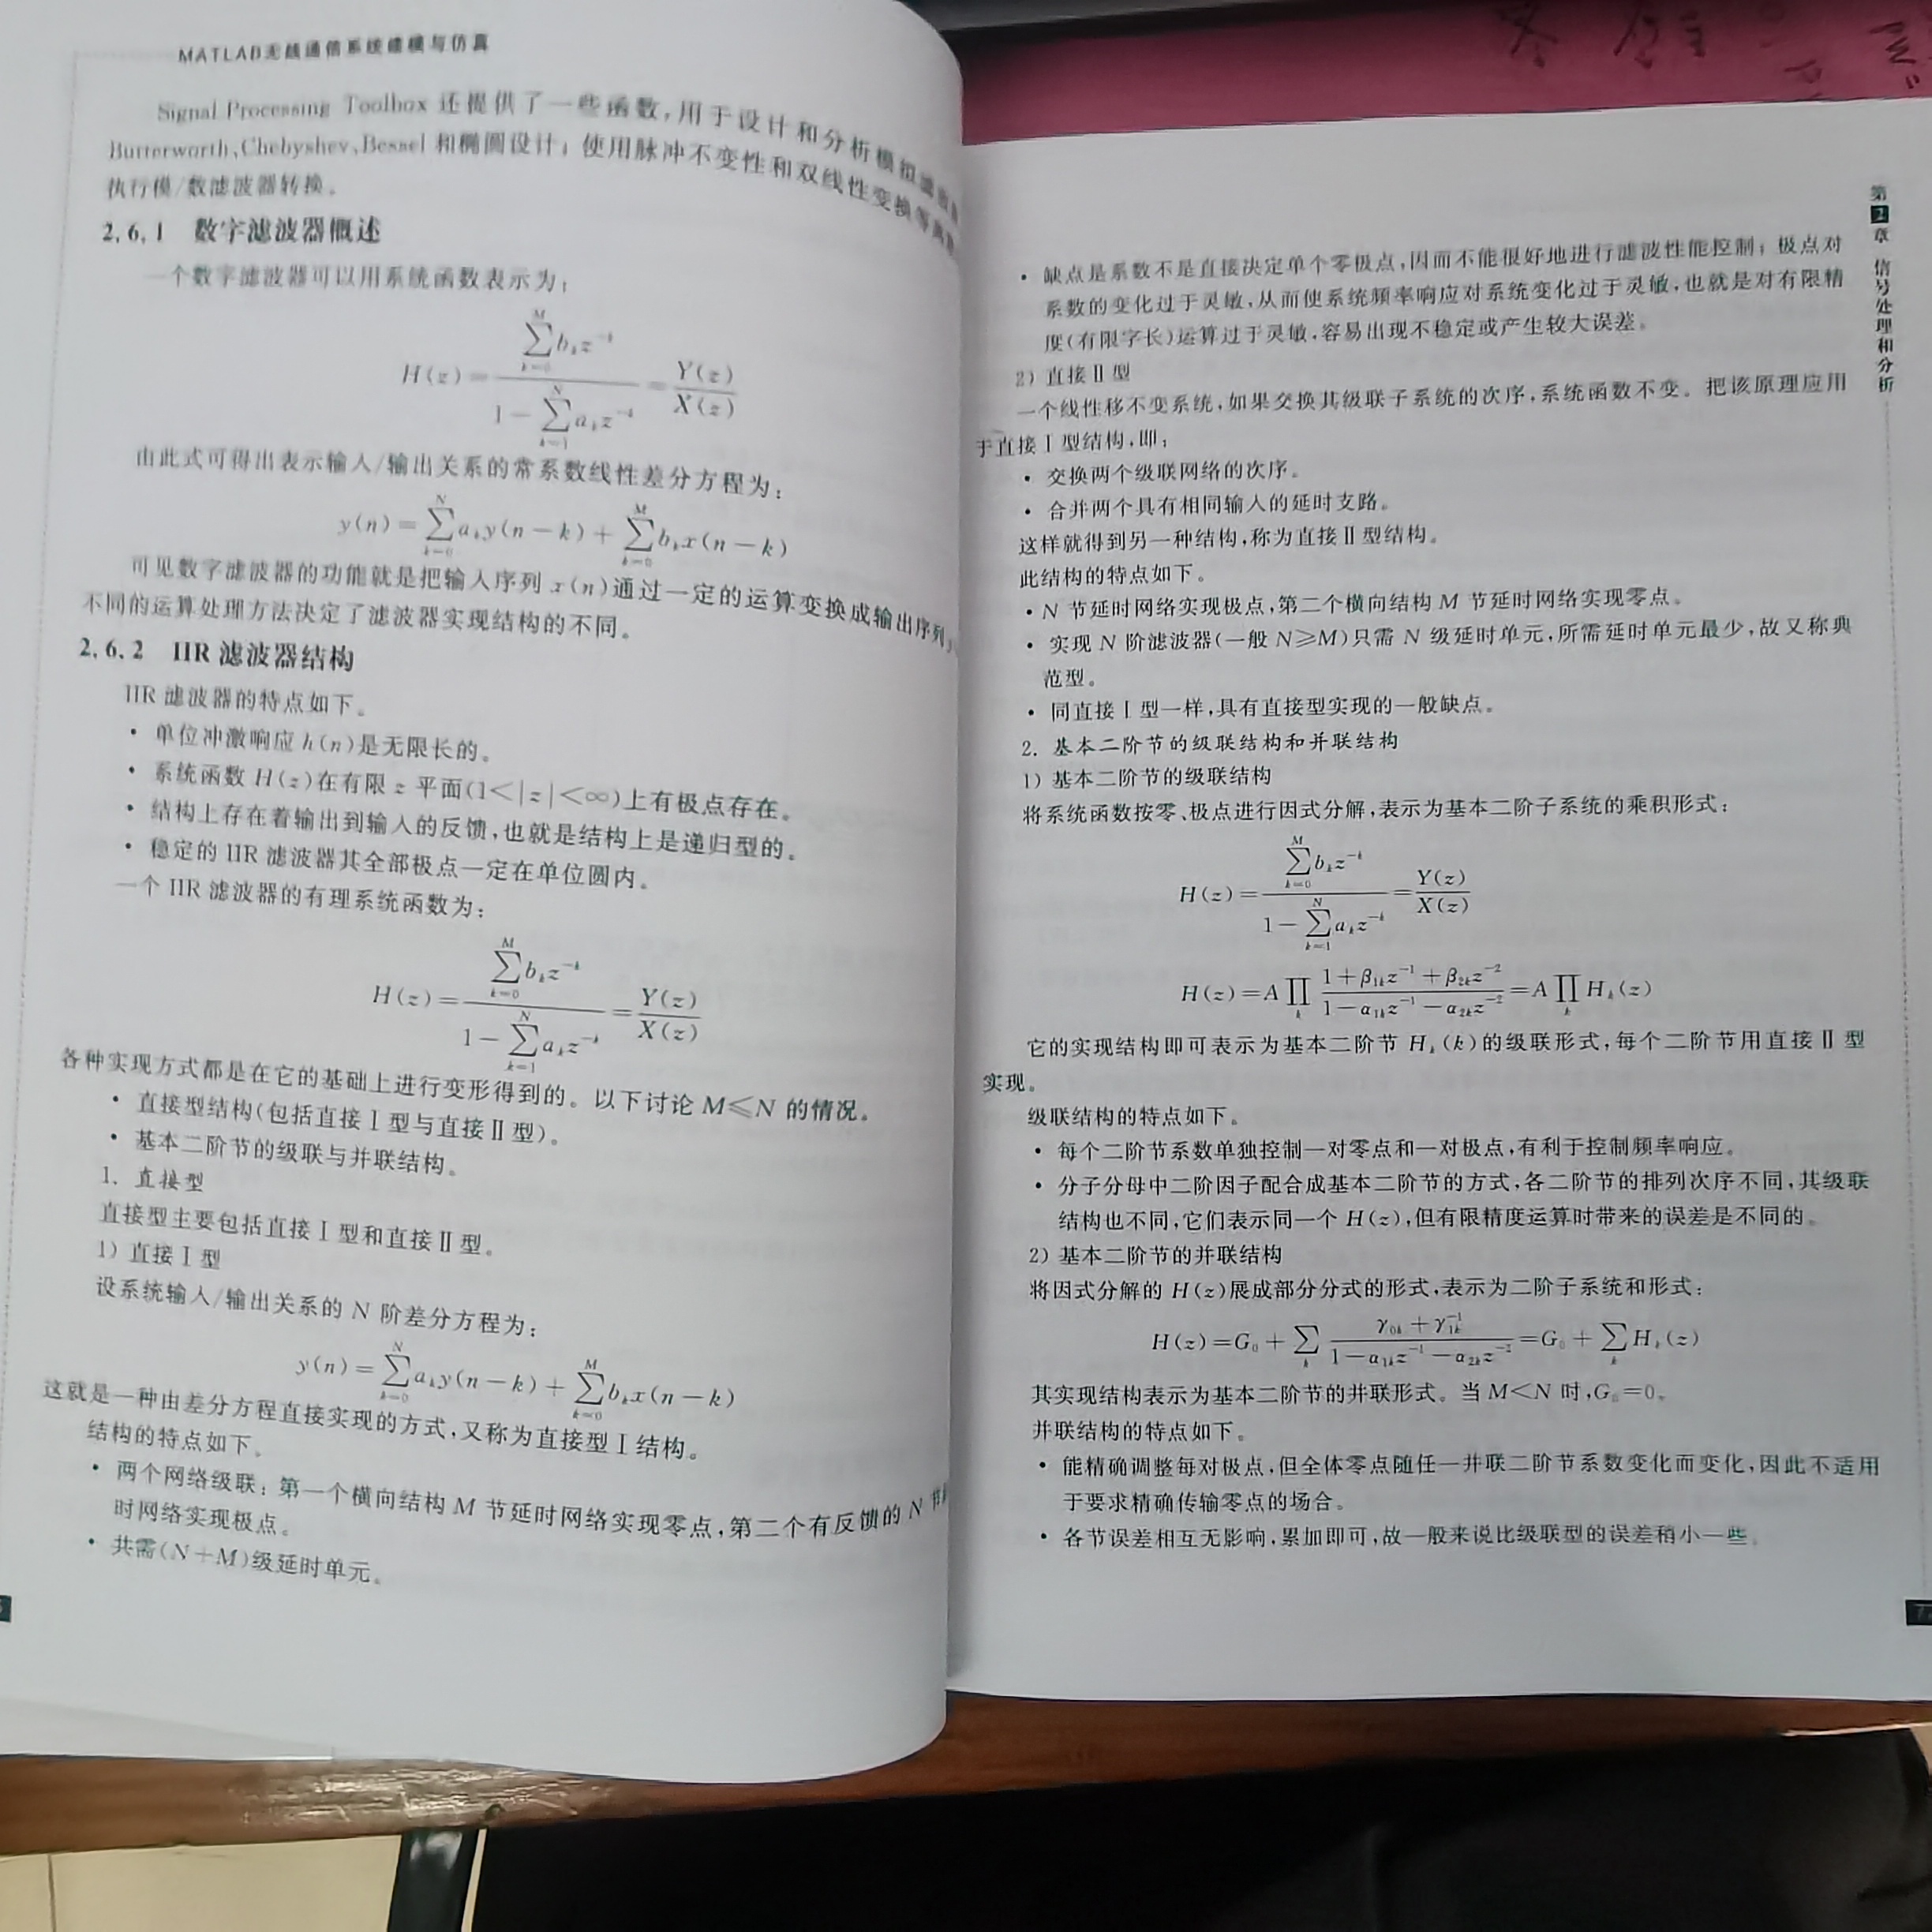 MATLAB无线通信系统建模与仿真
Signal Processing Toolbox 还提供了一些函数,用于设计和分析模拟滤波
Butterworth、Chebyshev、Bessel 和椭圆设计;使用脉冲不变性和双线性变换等
执行模/数滤波器转换。
2.6.1 数字滤波器概述
一个数字滤波器可以用系统函数表示为:
H(z)=\frac{\sum_{k=0}^{M}b_kz^{-k}}{1-\sum_{k=1}^{N}a_kz^{-k}}=\frac{Y(z)}{X(z)}
由此式可得出表示输入/输出关系的常系数线性差分方程为:
y(n)=\sum_{k=0}^{N}a_ky(n-k)+\sum_{k=0}^{M}b_kx(n-k)
可见数字滤波器的功能就是把输入序列 x(n)通过一定的运算变换成输出序列
不同的运算处理方法决定了滤波器实现结构的不同。
2.6.2 IIR 滤波器结构
IIR 滤波器的特点如下。
• 单位冲激响应 h(n)是无限长的。
• 系统函数 H(z)在有限 z 平面(1<|z|<∞)上有极点存在。
• 结构上存在着输出到输入的反馈,也就是结构上是递归型的。
• 稳定的 IIR 滤波器其全部极点一定在单位圆内。
一个 IIR 滤波器的有理系统函数为:
H(z)=\frac{\sum_{k=0}^{M}b_kz^{-k}}{1-\sum_{k=1}^{N}a_kz^{-k}}=\frac{Y(z)}{X(z)}
各种实现方式都是在它的基础上进行变形得到的。以下讨论 M⩽N 的情况。
• 直接型结构(包括直接Ⅰ型与直接Ⅱ型)。
• 基本二阶节的级联与并联结构。
1. 直接型
直接型主要包括直接Ⅰ型和直接Ⅱ型。
1) 直接Ⅰ型
设系统输入/输出关系的 N 阶差分方程为:
y(n)=\sum_{k=0}^{N}a_ky(n-k)+\sum_{k=0}^{M}b_kx(n-k)
这就是一种由差分方程直接实现的方式,又称为直接型Ⅰ结构。
结构的特点如下。
• 两个网络级联:第一个横向结构 M 节延时网络实现零点,第二个有反馈的 N 节
时网络实现极点。
• 共需(N+M)级延时单元。
第2章 信号处理和分析
• 缺点是系数不是直接决定单个零极点,因而不能很好地进行滤波性能控制;极点对
系数的变化过于灵敏,从而使系统频率响应对系统变化过于灵敏,也就是对有限精
度(有限字长)运算过于灵敏,容易出现不稳定或产生较大误差。
2) 直接Ⅱ型
一个线性移不变系统,如果交换其级联子系统的次序,系统函数不变。把该原理应用
于直接Ⅰ型结构,即:
• 交换两个级联网络的次序。
• 合并两个具有相同输入的延时支路。
这样就得到另一种结构,称为直接Ⅱ型结构。
此结构的特点如下。
• N 节延时网络实现极点,第二个横向结构 M 节延时网络实现零点。
• 实现 N 阶滤波器(一般 N⩾M)只需 N 级延时单元,所需延时单元最少,故又称典
范型。
• 同直接Ⅰ型一样,具有直接型实现的一般缺点。
2. 基本二阶节的级联结构和并联结构
1) 基本二阶节的级联结构
将系统函数按零、极点进行因式分解,表示为基本二阶子系统的乘积形式:
H(z)=\frac{\sum_{k=0}^{M}b_kz^{-k}}{1-\sum_{k=1}^{N}a_kz^{-k}}=\frac{Y(z)}{X(z)}
H(z)=A\prod_{k}\frac{1+β_{1k}z^{-1}+β_{2k}z^{-2}}{1-α_{1k}z^{-1}-α_{2k}z^{-2}}=A\prod_{k}H_k(z)
它的实现结构即可表示为基本二阶节 H_k(k)的级联形式,每个二阶节用直接Ⅱ型
实现。
级联结构的特点如下。
• 每个二阶节系数单独控制一对零点和一对极点,有利于控制频率响应。
• 分子分母中二阶因子配合成基本二阶节的方式,各二阶节的排列次序不同,其级联
结构也不同,它们表示同一个 H(z),但有限精度运算时带来的误差是不同的。
2) 基本二阶节的并联结构
将因式分解的 H(z)展成部分分式的形式,表示为二阶子系统和形式:
H(z)=G_0+\sum_{k}\frac{γ_{0k}+γ_{1k}^{-1}}{1-α_{1k}z^{-1}-α_{2k}z^{-2}}=G_0+\sum_{k}H_k(z)
其实现结构表示为基本二阶节的并联形式。当 M<N 时,G_0=0。
并联结构的特点如下。
• 能精确调整每对极点,但全体零点随任一并联二阶节系数变化而变化,因此不适用
于要求精确传输零点的场合。
• 各节误差相互无影响,累加即可,故一般来说比级联型的误差稍小一些。